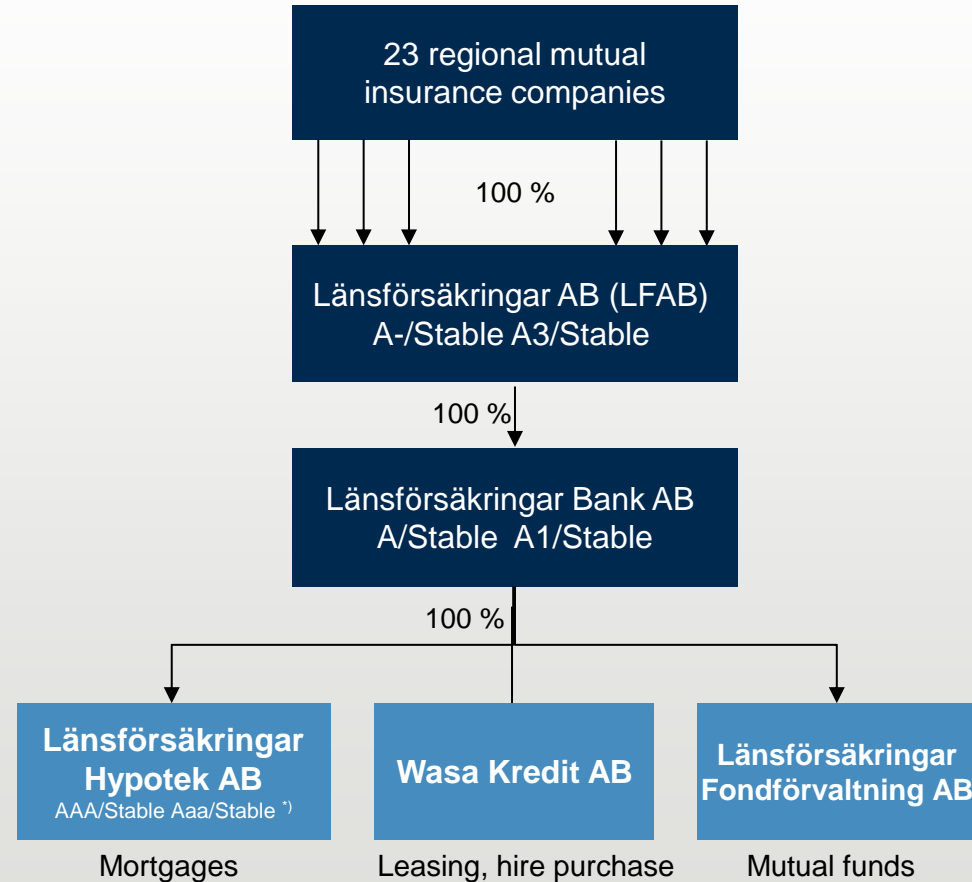 23 regional mutual
insurance companies
100 %
Länsförsäkringar AB (LFAB)
A-/Stable A3/Stable
100 %
Länsförsäkringar Bank AB
A/Stable  A1/Stable
100 %
Länsförsäkringar
Hypotek AB
AAA/Stable Aaa/Stable *)
Wasa Kredit AB
Länsförsäkringar
Fondförvaltning AB
Mortgages
Leasing, hire purchase
Mutual funds